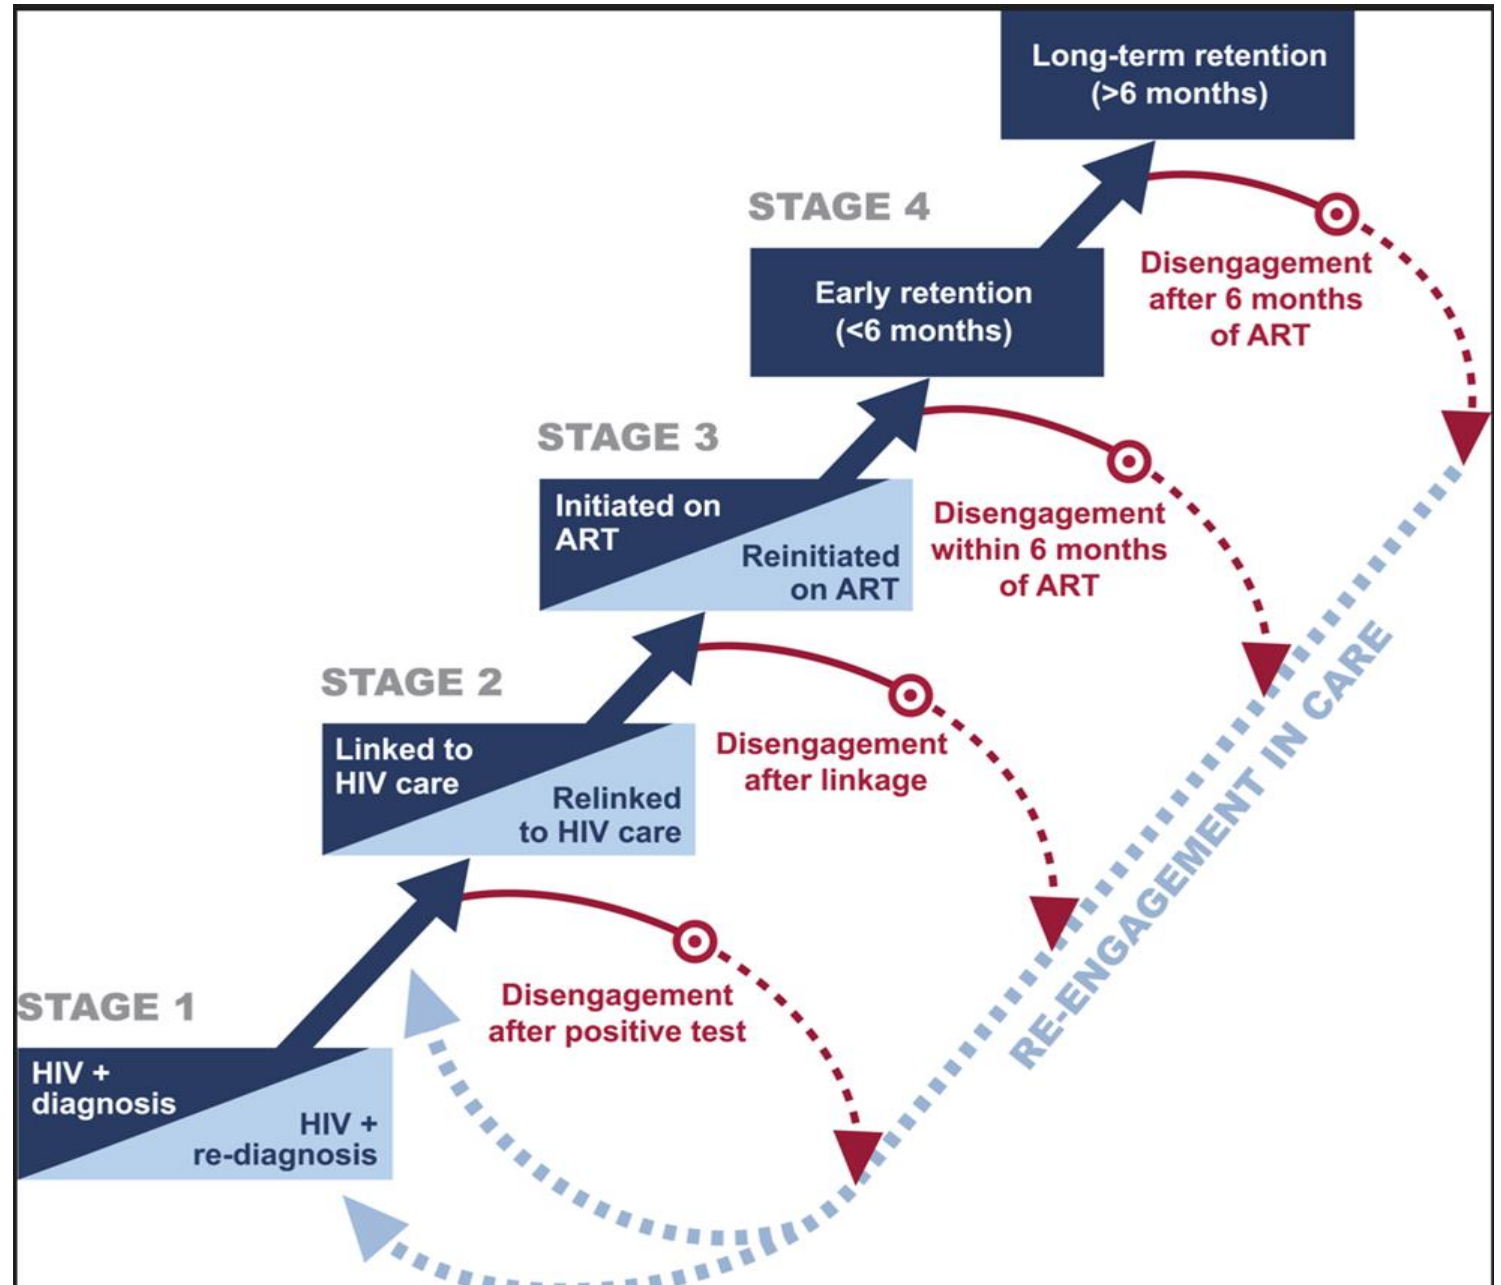 Long-term retention
(>6 months)
STAGE 4
Early retention
(<6 months)
Disengagement
after 6 months
of ART
STAGE 3
Initiated on
ART
Reinitiated
on ART
Disengagement
within 6 months
of ART
STAGE 2
Linked to
HIV care
Relinked
to HIV care
Disengagement
after linkage
RE-ENGAGEMENT IN CARE
STAGE 1
HIV +
diagnosis
HIV +
re-diagnosis
Disengagement
after positive test